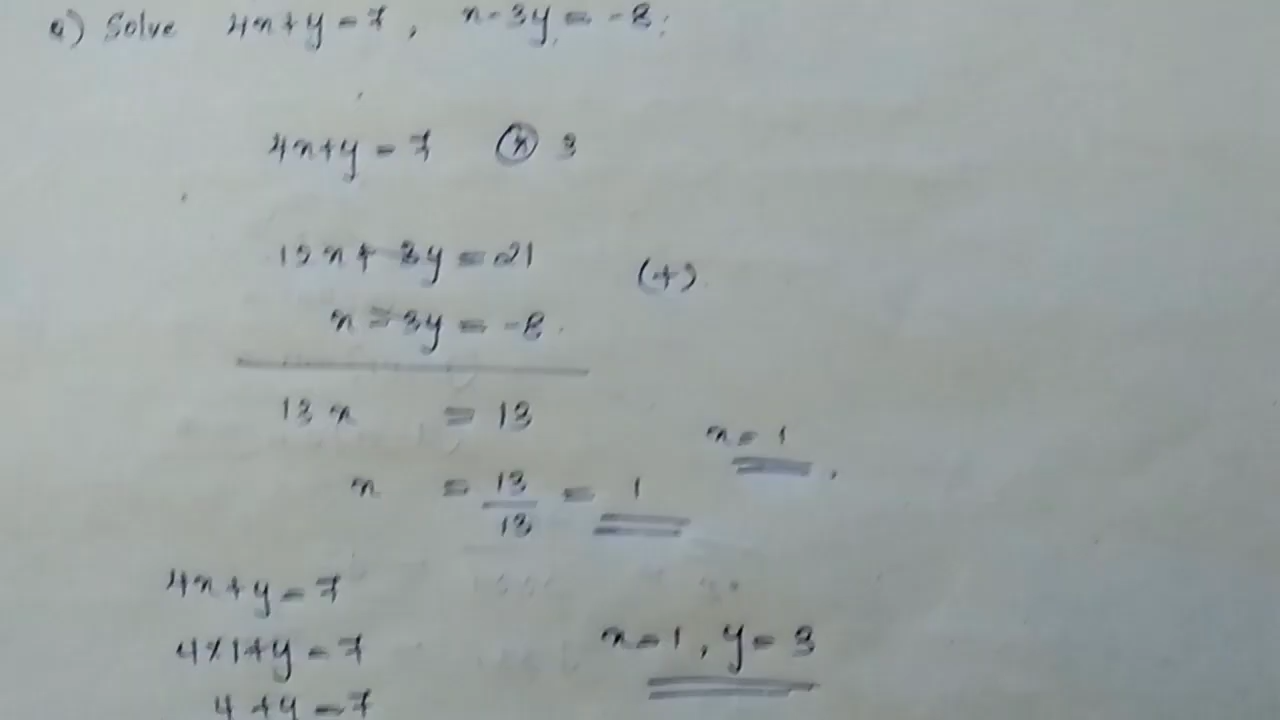 a) Solve 4x+y=7, x-3y=-8;
4x+y=7 ⓧ 3
12x+3y=21 (+)
x-3y=-8.
13x = 13
x=1,
x = 13/13 = 1
4x+y=7
4×1+y=7
x=1, y=3
4+y=7